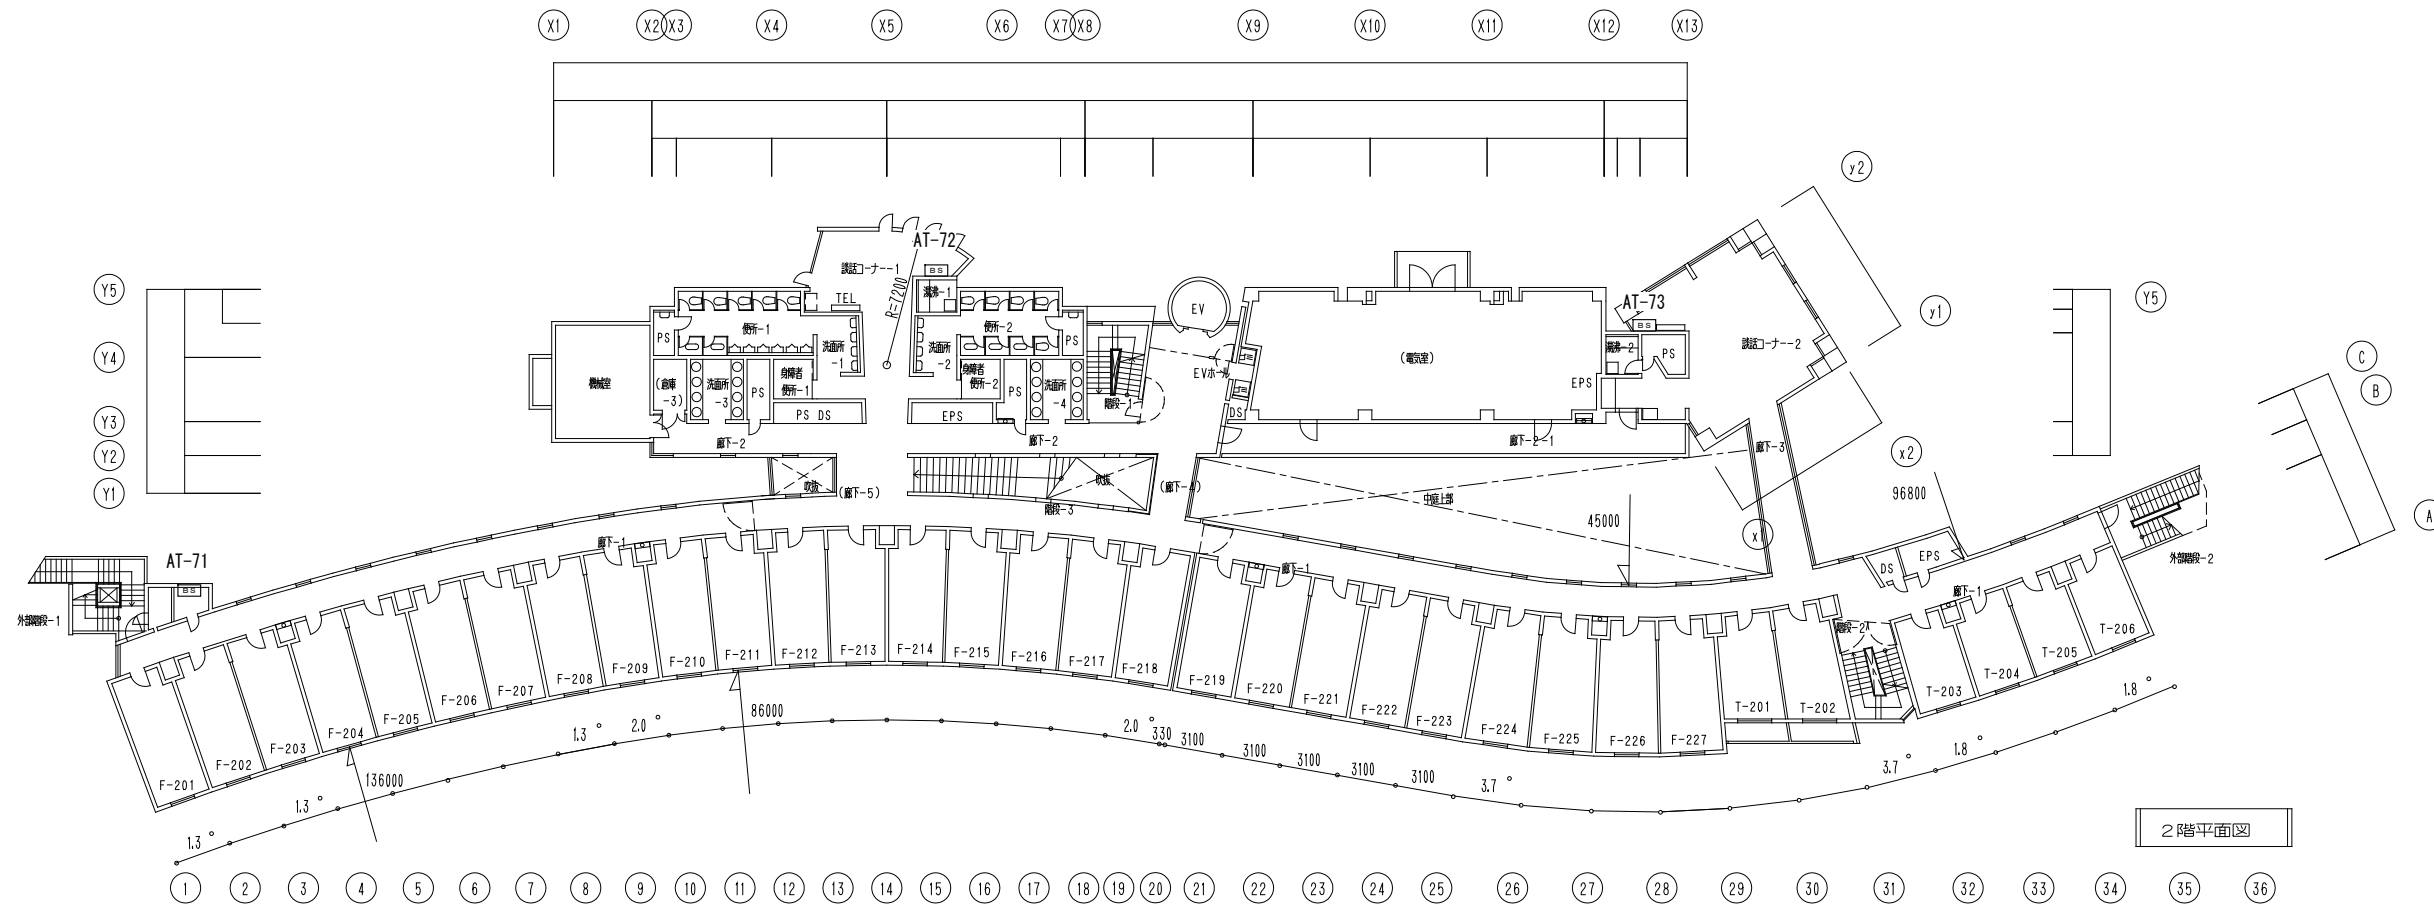 X1 X2 X3 X4 X5 X6 X7 X8 X9 X10 X11 X12 X13
y2
y1
C
B
A
x2
x1
Y5
Y4
Y3
Y2
Y1
Y5
AT-72
談話コーナー-1
BS
湯沸-1
TEL
R=7200
EV
AT-73
BS
談話コーナー-2
湯沸-2
PS
PS
便所-1
洗面所
-1
洗面所
-2
便所-2
PS
(電気室)
EVホール
EPS
機械室
(倉庫
-3)
洗面所
-3
PS
身障者
便所-1
身障者
便所-2
PS
洗面所
-4
階段-1
DS
PS DS
EPS
廊下-2
廊下-2
廊下-2-1
廊下-3
吹抜
(廊下-5)
吹抜
(廊下-4)
階段-3
中庭上部
45000
96800
AT-71
BS
外部階段-1
廊下-1
廊下-1
廊下-1
DS
EPS
外部階段-2
階段-2
F-201
F-202
F-203
F-204
F-205
F-206
F-207
F-208
F-209
F-210
F-211
F-212
F-213
F-214
F-215
F-216
F-217
F-218
F-219
F-220
F-221
F-222
F-223
F-224
F-225
F-226
F-227
T-201
T-202
T-203
T-204
T-205
T-206
1.3°
1.3°
136000
1.3°
2.0°
86000
2.0°
330
3100
3100
3100
3100
3100
3.7°
3.7°
1.8°
1.8°
2階平面図
1 2 3 4 5 6 7 8 9 10 11 12 13 14 15 16 17 18 19 20 21 22 23 24 25 26 27 28 29 30 31 32 33 34 35 36